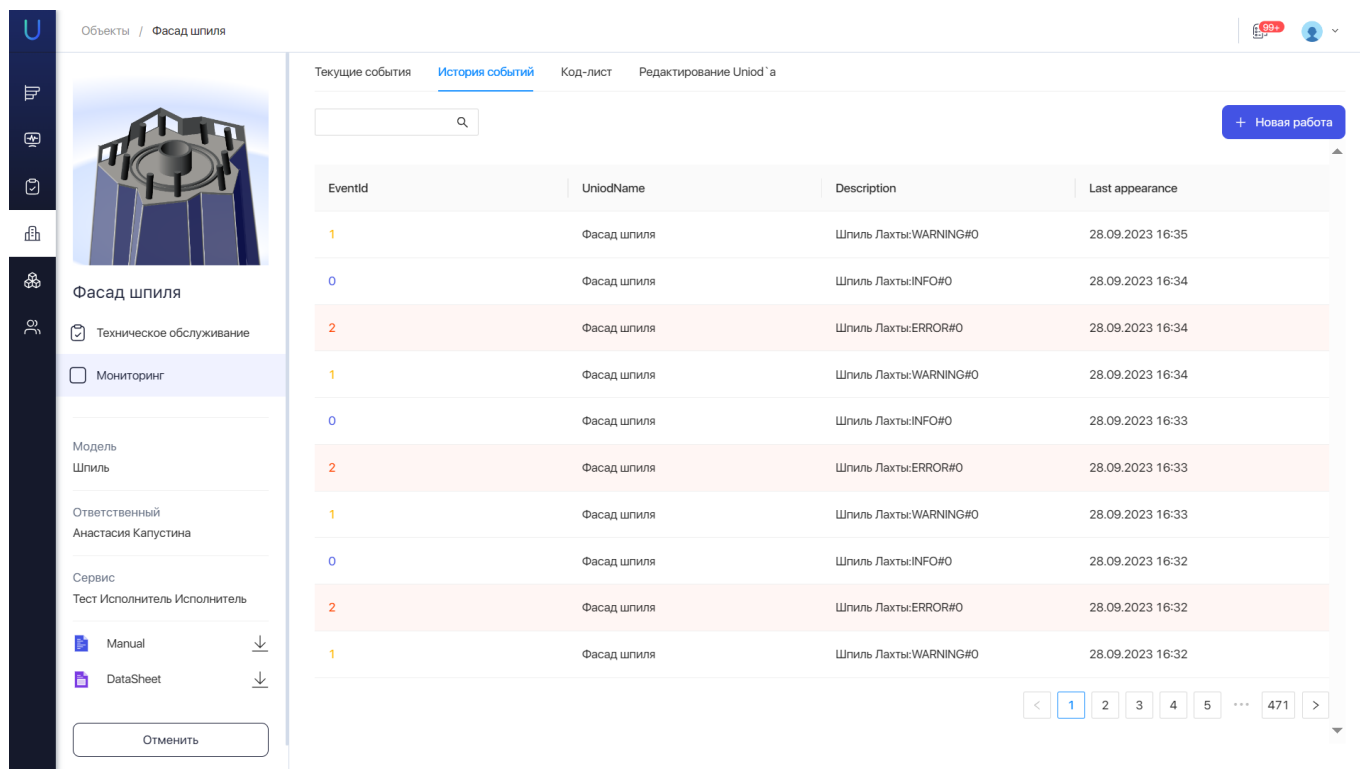 Объекты / Фасад шпиля
99+
Текущие события История событий Код-лист Редактирование Uniod`a
+ Новая работа
EventId UniodName Description Last appearance
1 Фасад шпиля Шпиль Лахты:WARNING#0 28.09.2023 16:35
0 Фасад шпиля Шпиль Лахты:INFO#0 28.09.2023 16:34
2 Фасад шпиля Шпиль Лахты:ERROR#0 28.09.2023 16:34
1 Фасад шпиля Шпиль Лахты:WARNING#0 28.09.2023 16:34
0 Фасад шпиля Шпиль Лахты:INFO#0 28.09.2023 16:33
2 Фасад шпиля Шпиль Лахты:ERROR#0 28.09.2023 16:33
1 Фасад шпиля Шпиль Лахты:WARNING#0 28.09.2023 16:33
0 Фасад шпиля Шпиль Лахты:INFO#0 28.09.2023 16:32
2 Фасад шпиля Шпиль Лахты:ERROR#0 28.09.2023 16:32
1 Фасад шпиля Шпиль Лахты:WARNING#0 28.09.2023 16:32
< 1 2 3 4 5 ••• 471 >
Фасад шпиля
Техническое обслуживание
Мониторинг
Модель
Шпиль
Ответственный
Анастасия Капустина
Сервис
Тест Исполнитель Исполнитель
Manual
DataSheet
Отменить